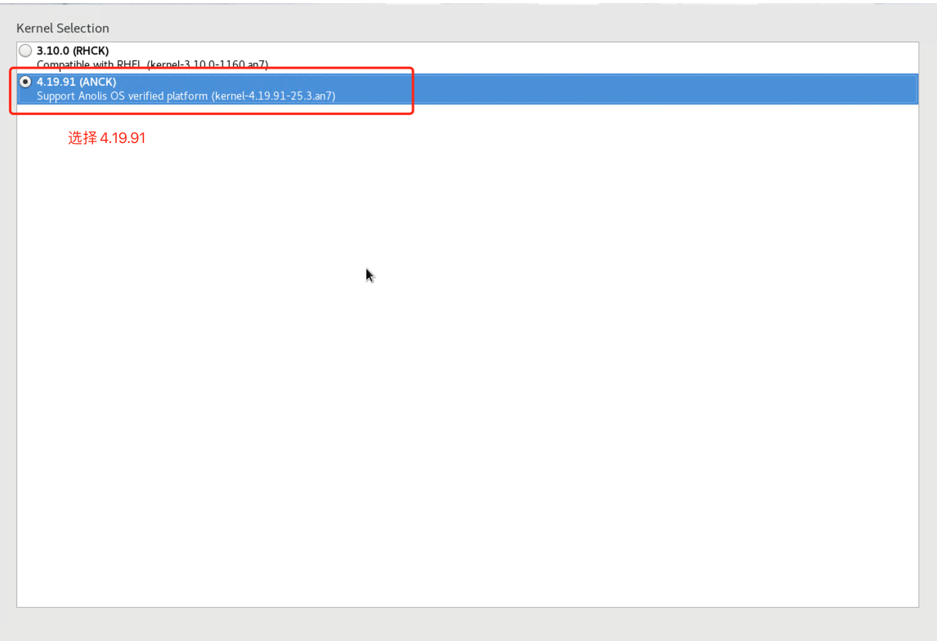 Kernel Selection
3.10.0 (RHCK)
Compatible with RHEL (kernel-3.10.0-1160.an7)
4.19.91 (ANCK)
Support Anolis OS verified platform (kernel-4.19.91-25.3.an7)
选择 4.19.91